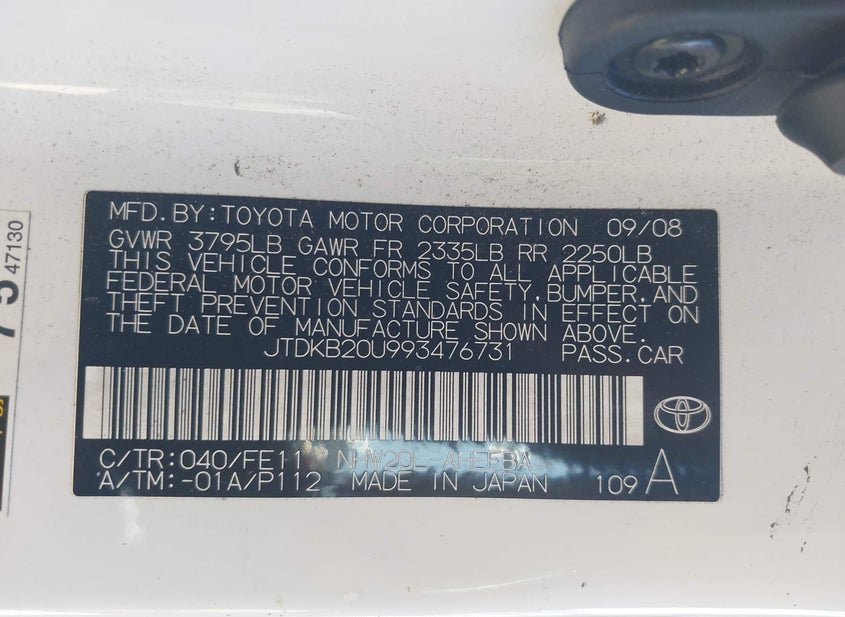 MFD.BY:TOYOTA MOTOR CORPORATION 09/08
GVWR 3795LB GAWR FR 2335LB RR 2250LB
THIS VEHICLE CONFORMS TO ALL APPLICABLE
FEDERAL MOTOR VEHICLE SAFETY,BUMPER,AND
THEFT PREVENTION STANDARDS IN EFFECT ON
THE DATE OF MANUFACTURE SHOWN ABOVE.
JTDKB20U993476731 PASS.CAR
C/TR:040/FE11 NHW20L-AHEEBA
A/TM:-01A/P112 MADE IN JAPAN 109 A
47130